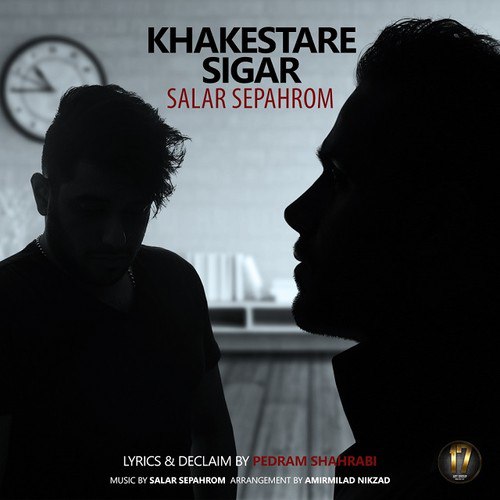 KHAKESTARE
SIGAR
SALAR SEPAHROM
LYRICS & DECLAIM BY PEDRAM SHAHRABI
MUSIC BY SALAR SEPAHROM ARRANGEMENT BY AMIRMILAD NIKZAD
17